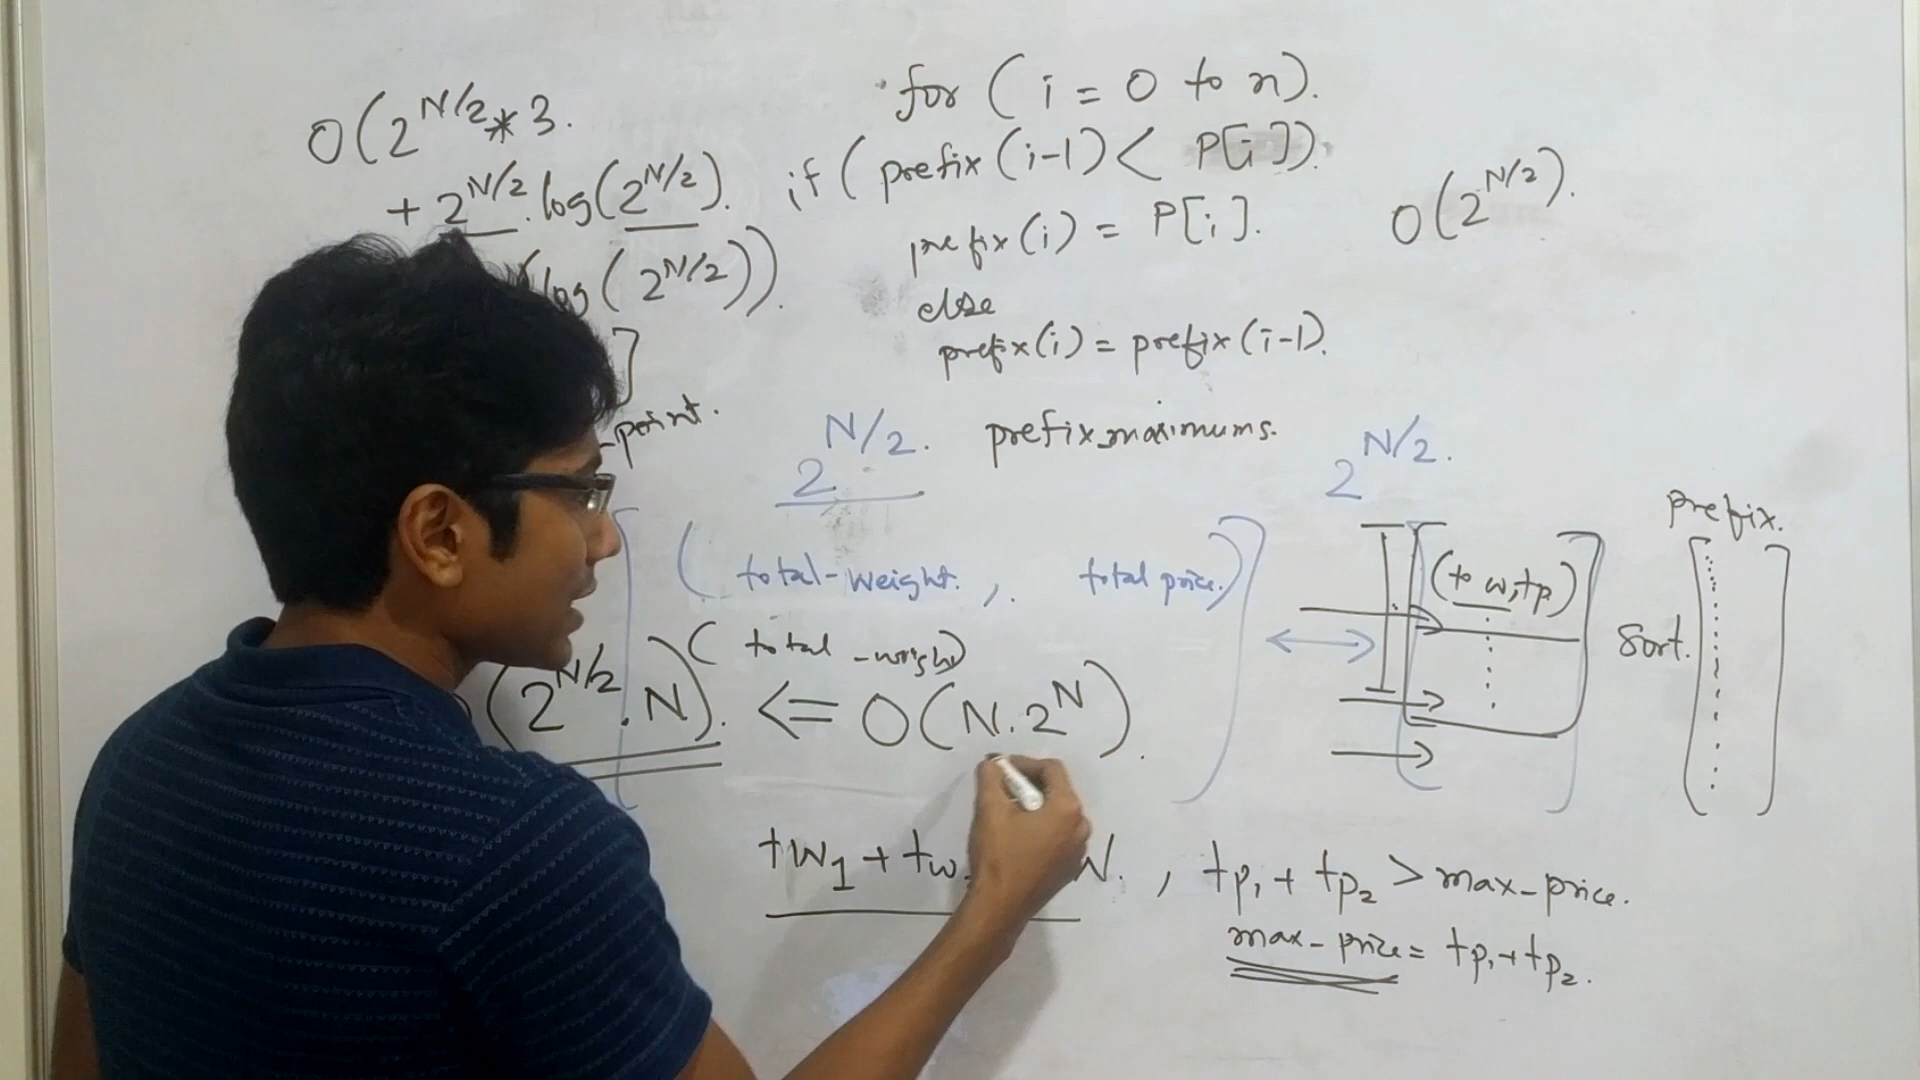 O(2^{N/2} * 3.
+ 2^{N/2}.log(2^{N/2}).
log(2^{N/2})).
]
point.
for (i = 0 to n).
if (prefix(i-1) < P[i]).
prefix(i) = P[i].
else
prefix(i) = prefix(i-1).
O(2^{N/2}).
2^{N/2}.
prefix_maximums.
2^{N/2}.
prefix.
[(total-weight., total price.)]
(to w,tp)
Sort.
(total-weight)
(2^{N/2}.N). <= O(N.2^N).
tw₁ + tw W. , tp₁ + tp₂ > max-price.
max-price = tp₁ + tp₂.